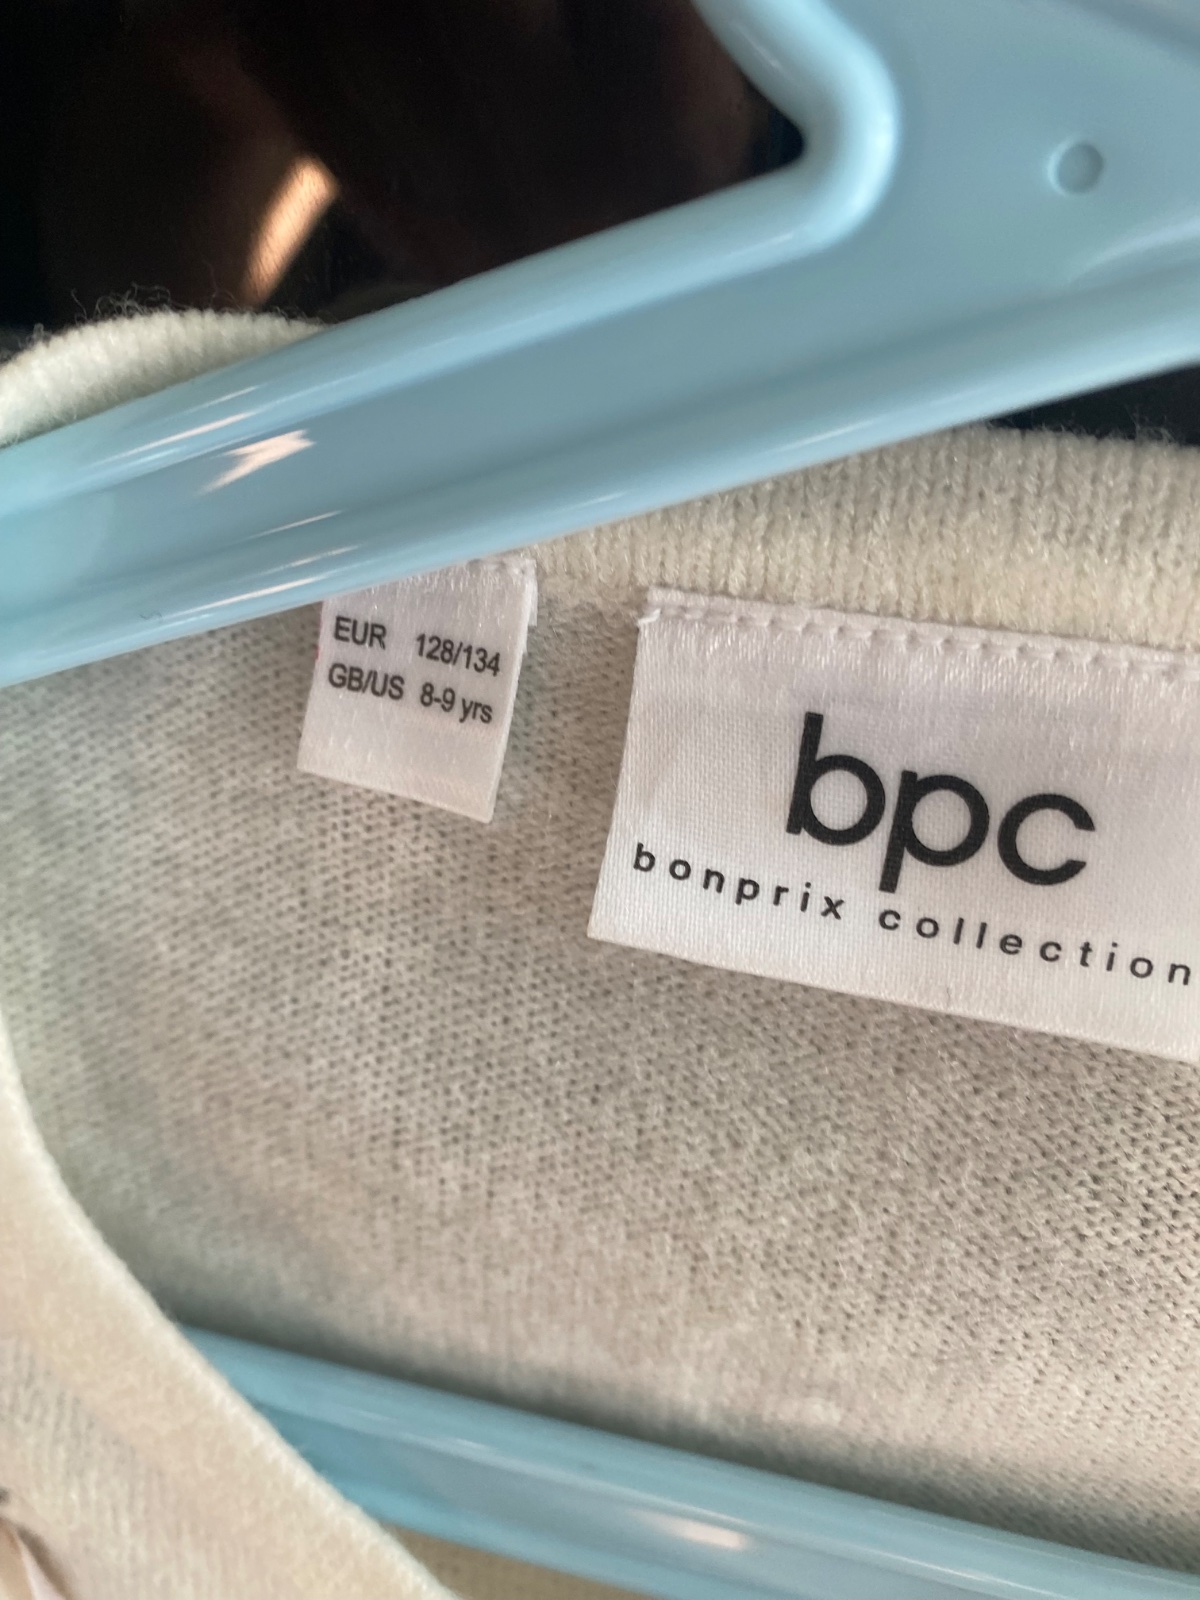 EUR 128/134
GB/US 8-9 yrs
bpc
bonprix collection